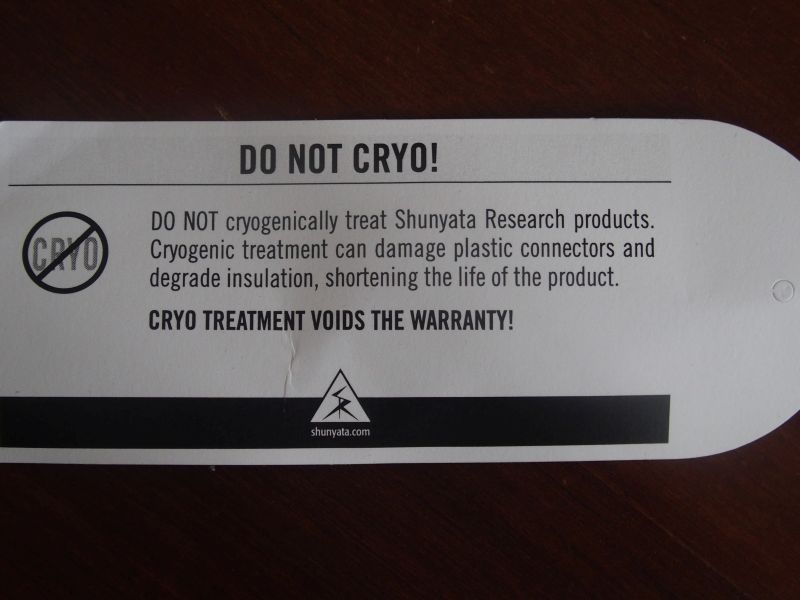 DO NOT CRYO!
CRYO
DO NOT cryogenically treat Shunyata Research products.
Cryogenic treatment can damage plastic connectors and
degrade insulation, shortening the life of the product.
CRYO TREATMENT VOIDS THE WARRANTY!
shunyata.com